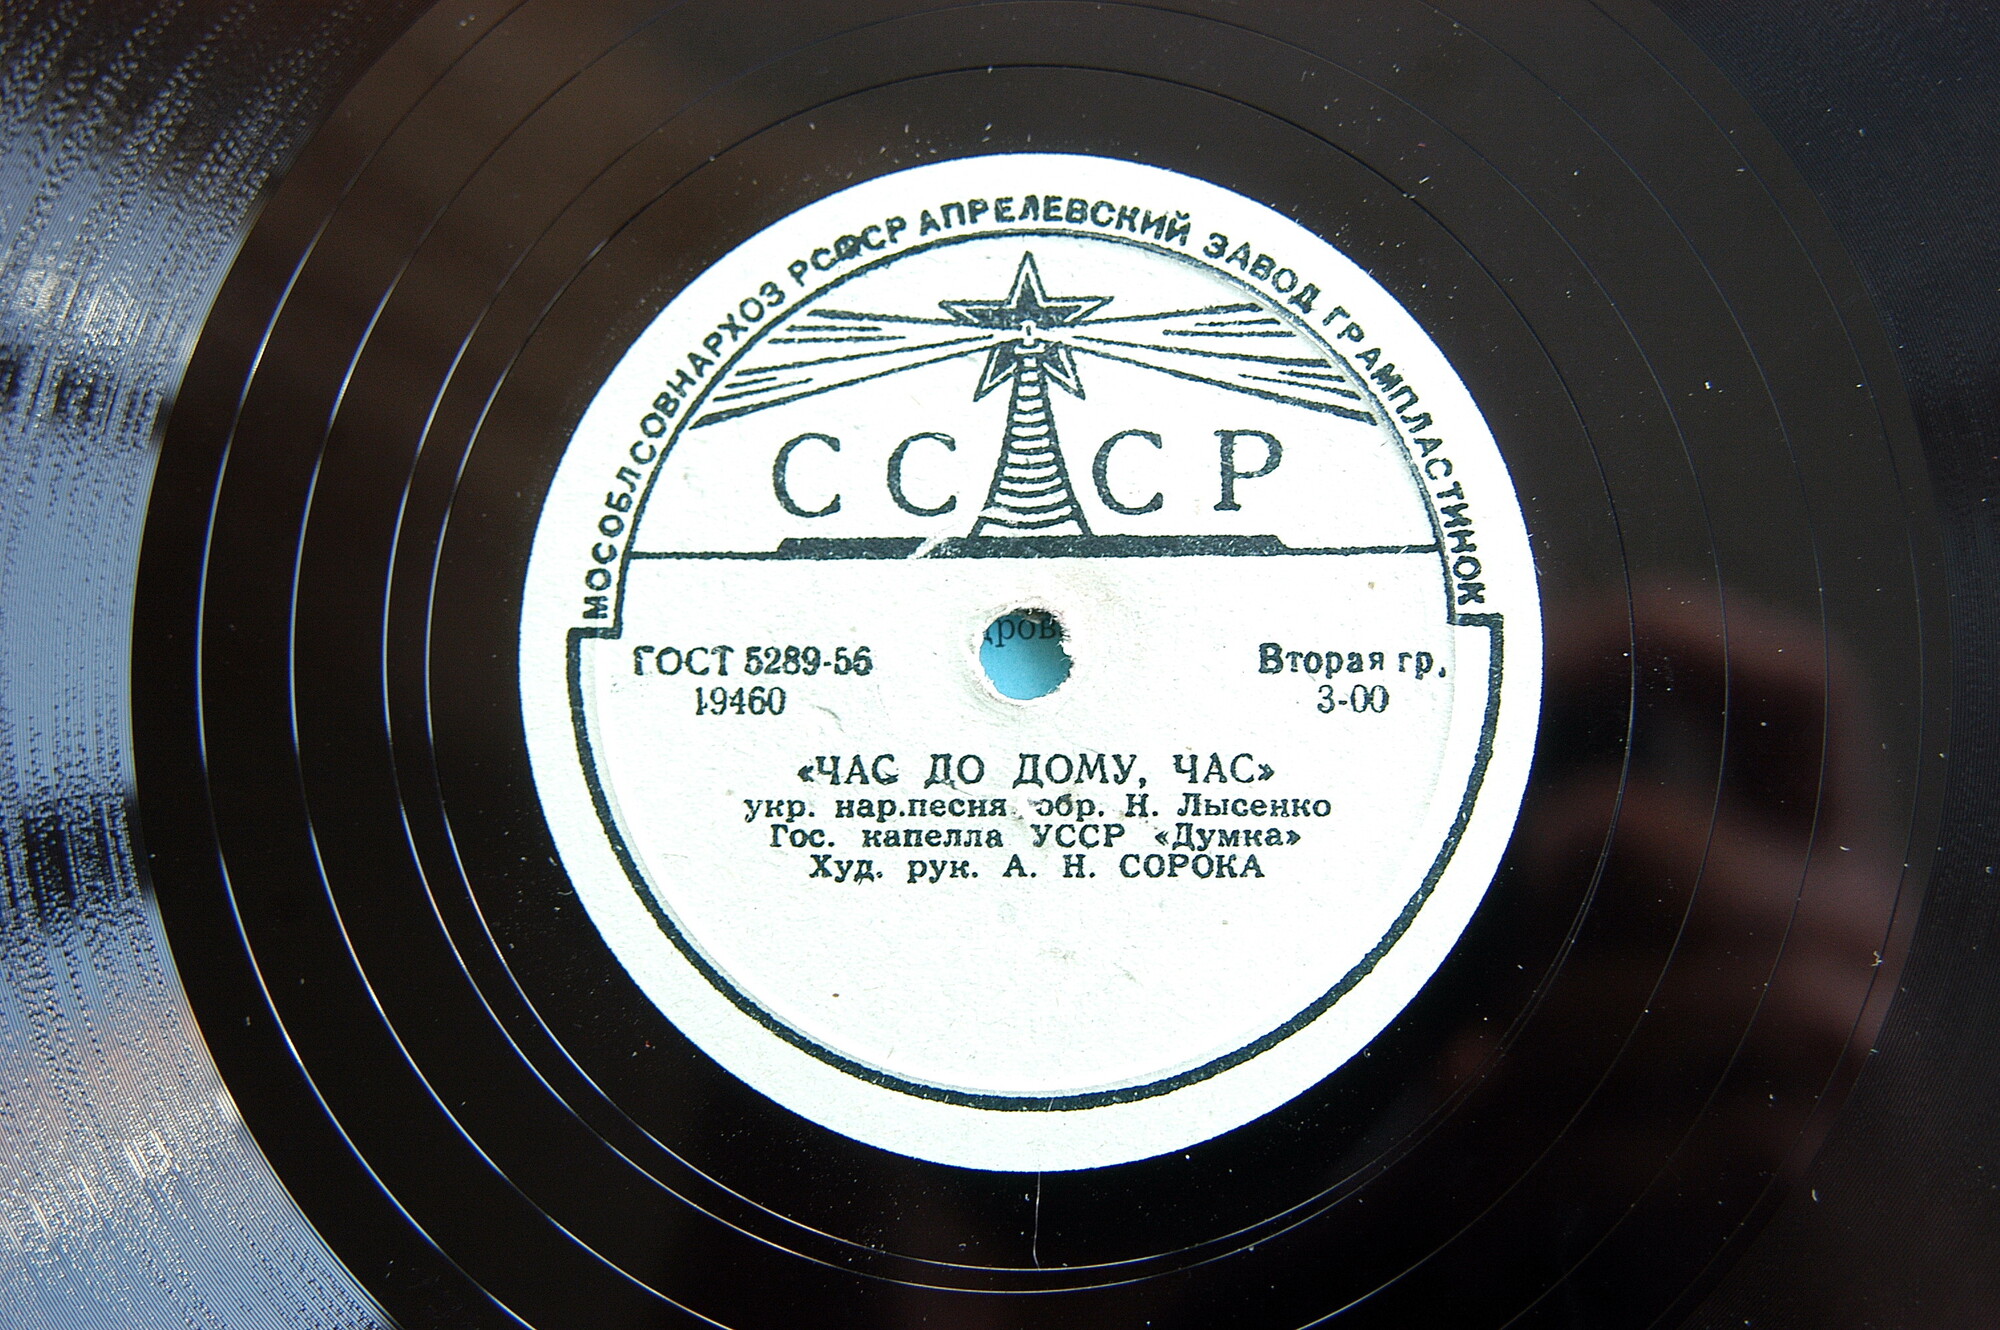 МОСОБЛСОВНАРХОЗ РСФСР АПРЕЛЕВСКИЙ ЗАВОД ГРАМПЛАСТИНОК
СССР
ГОСТ 5289-56
19460
Вторая гр.
3-00
«ЧАС ДО ДОМУ, ЧАС»
укр. нар.песня обр. Н. Лысенко
Гос. капелла УССР «Думка»
Худ. рук. А. Н. СОРОКА